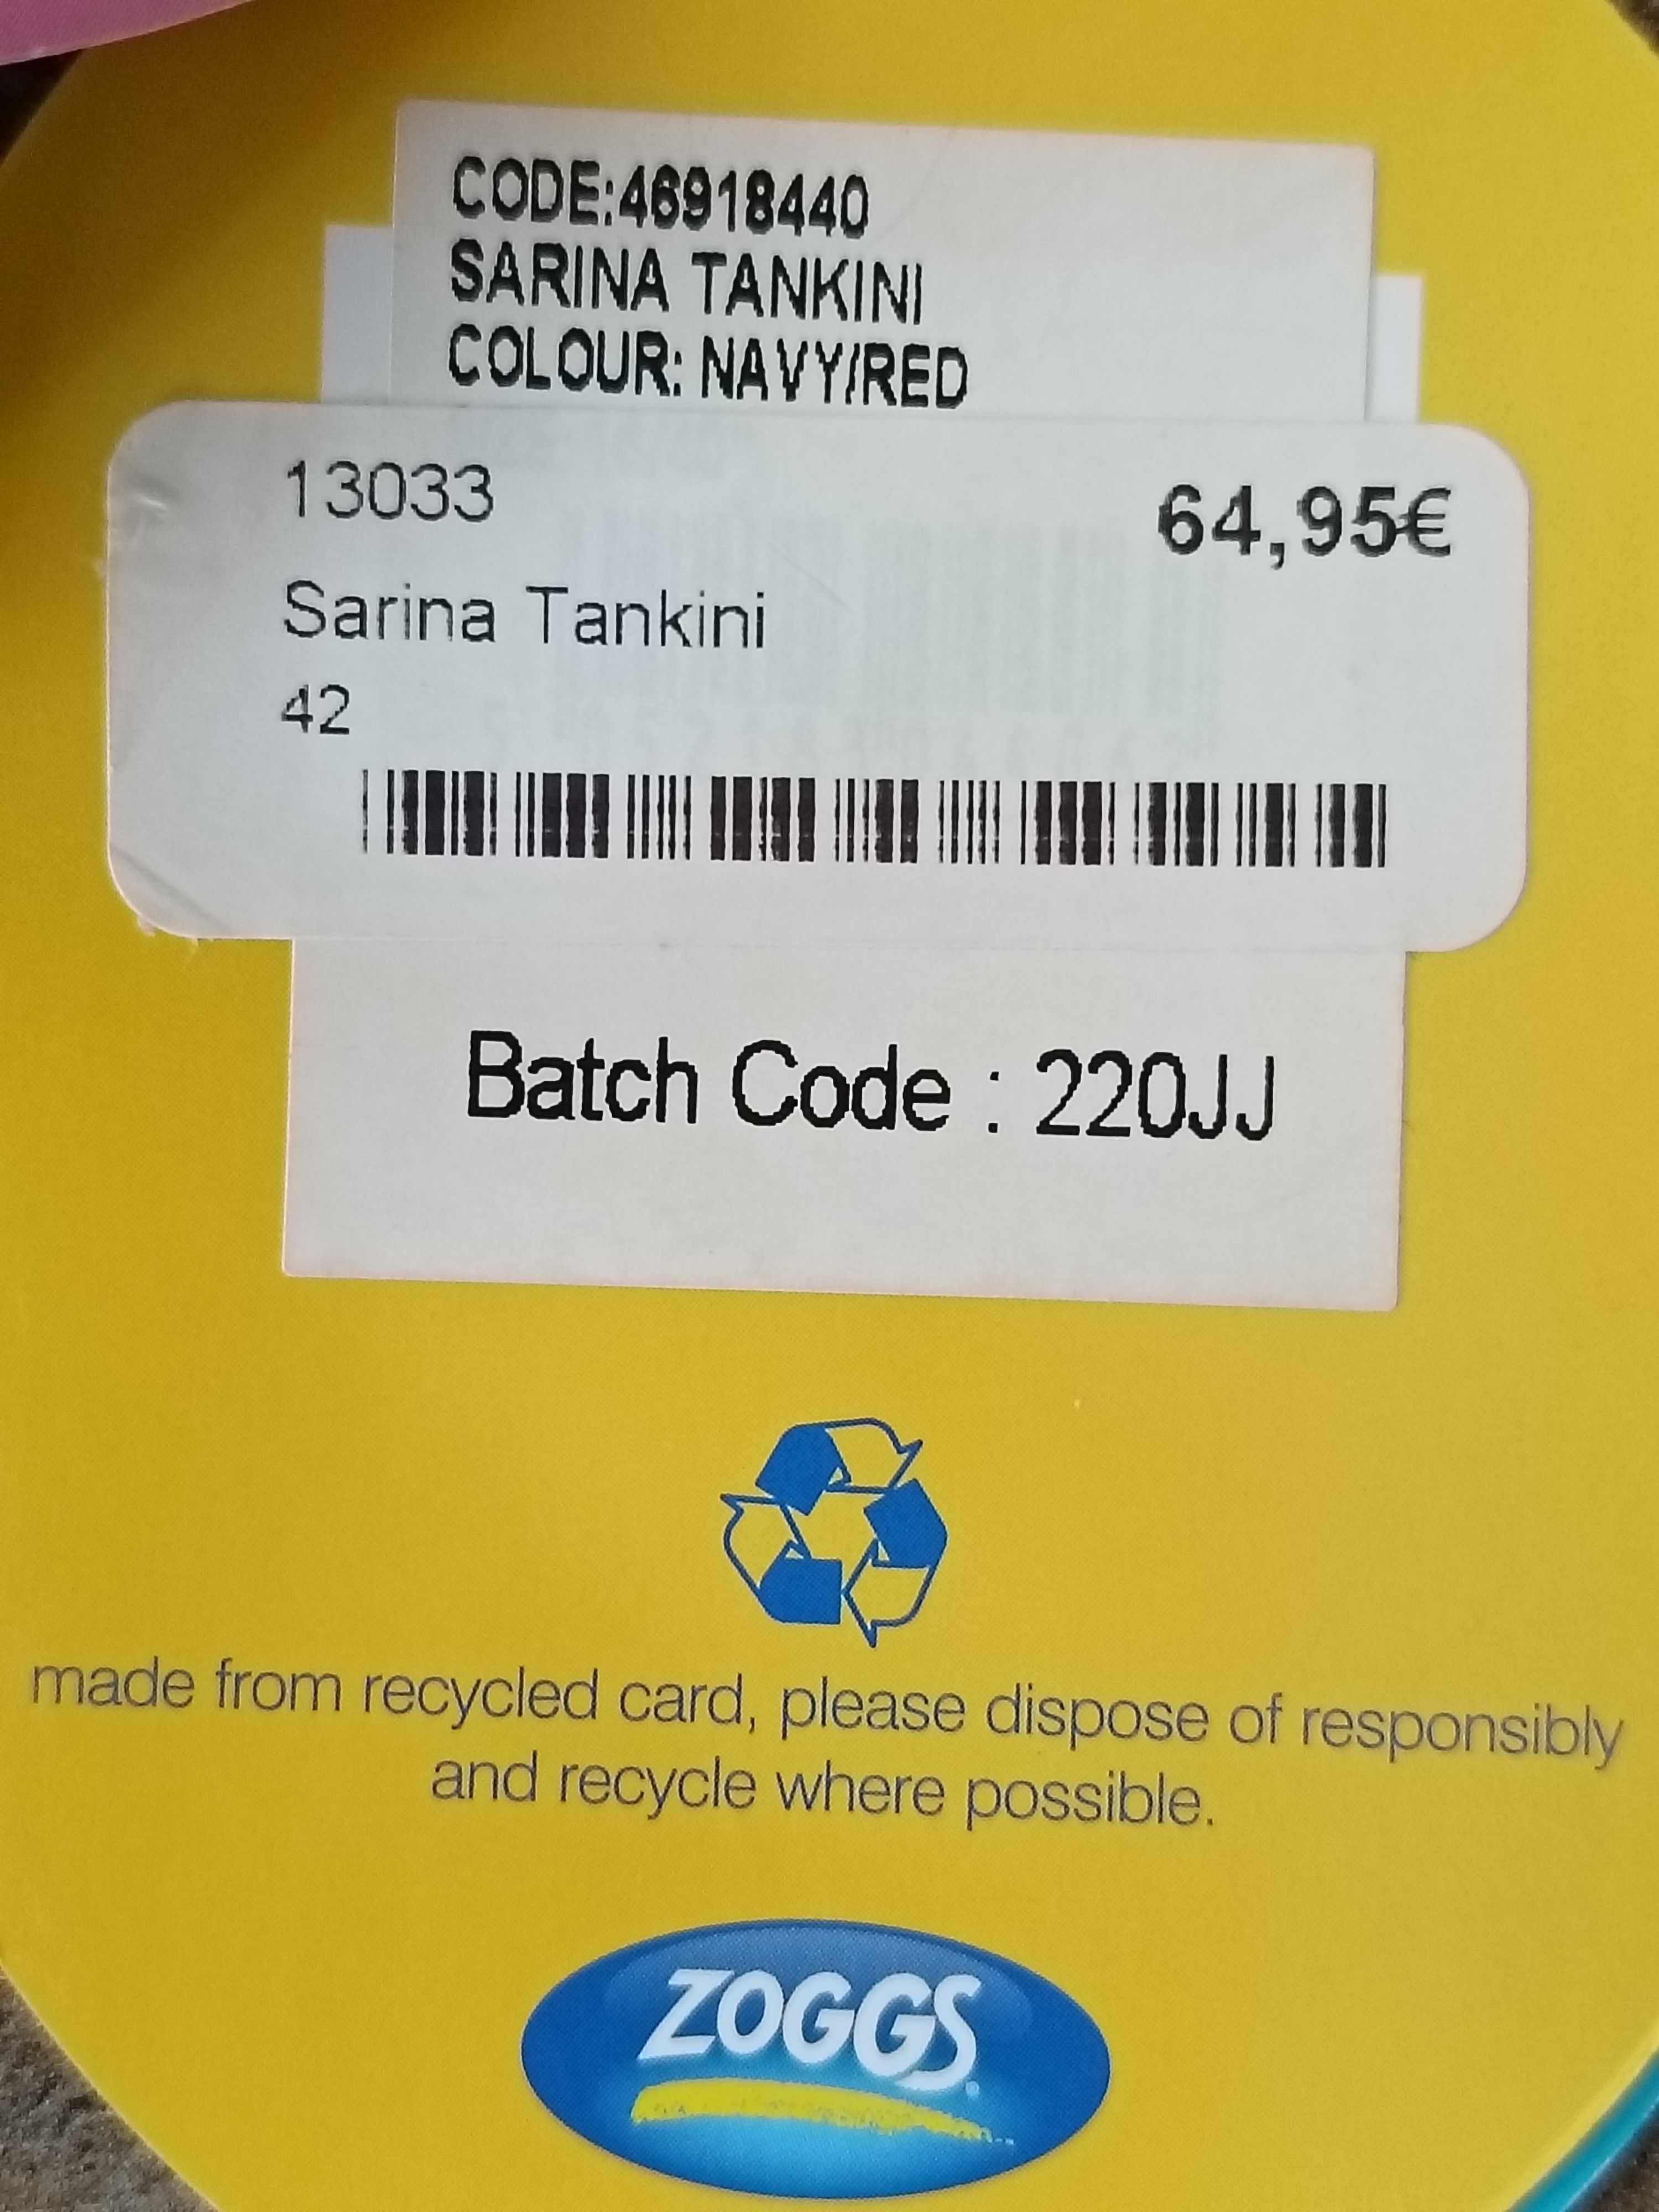 CODE:46918440
SARINA TANKINI
COLOUR: NAVY/RED
13033
64,95€
Sarina Tankini
42
Batch Code : 220JJ
made from recycled card, please dispose of responsibly
and recycle where possible.
ZOGGS